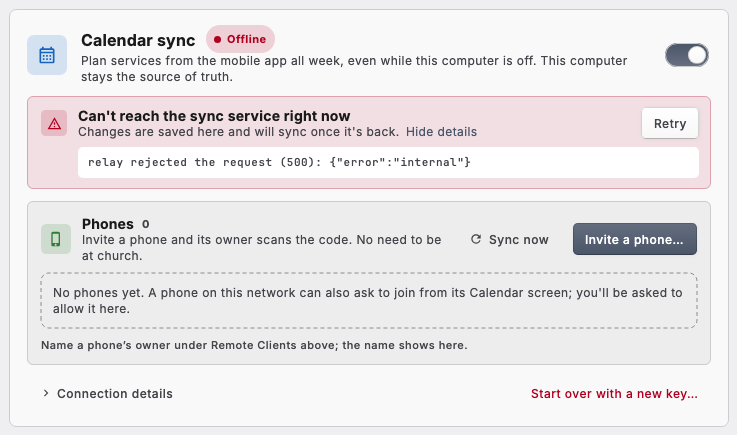 Calendar sync
Offline
Plan services from the mobile app all week, even while this computer is off. This computer
stays the source of truth.
Can't reach the sync service right now
Changes are saved here and will sync once it's back. Hide details
Retry
relay rejected the request (500): {"error":"internal"}
Phones 0
Invite a phone and its owner scans the code. No need to be
at church.
Sync now
Invite a phone...
No phones yet. A phone on this network can also ask to join from its Calendar screen; you'll be asked to
allow it here.
Name a phone’s owner under Remote Clients above; the name shows here.
Connection details
Start over with a new key...